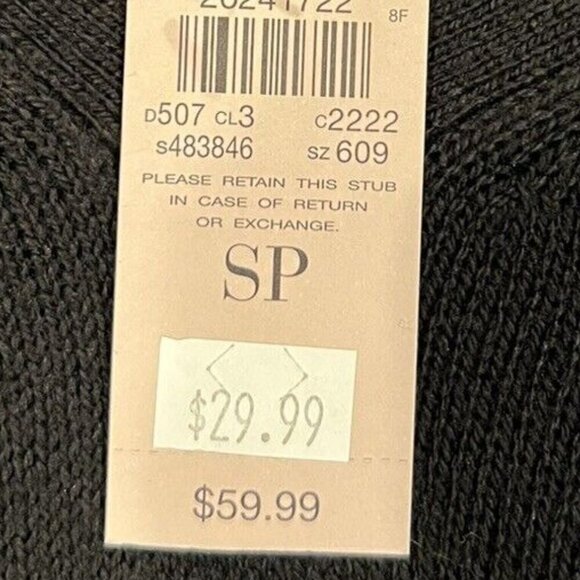 26241722
8F
D507 CL3 C2222
S483846 SZ 609
PLEASE RETAIN THIS STUB
IN CASE OF RETURN
OR EXCHANGE.
SP
$29.99
$59.99